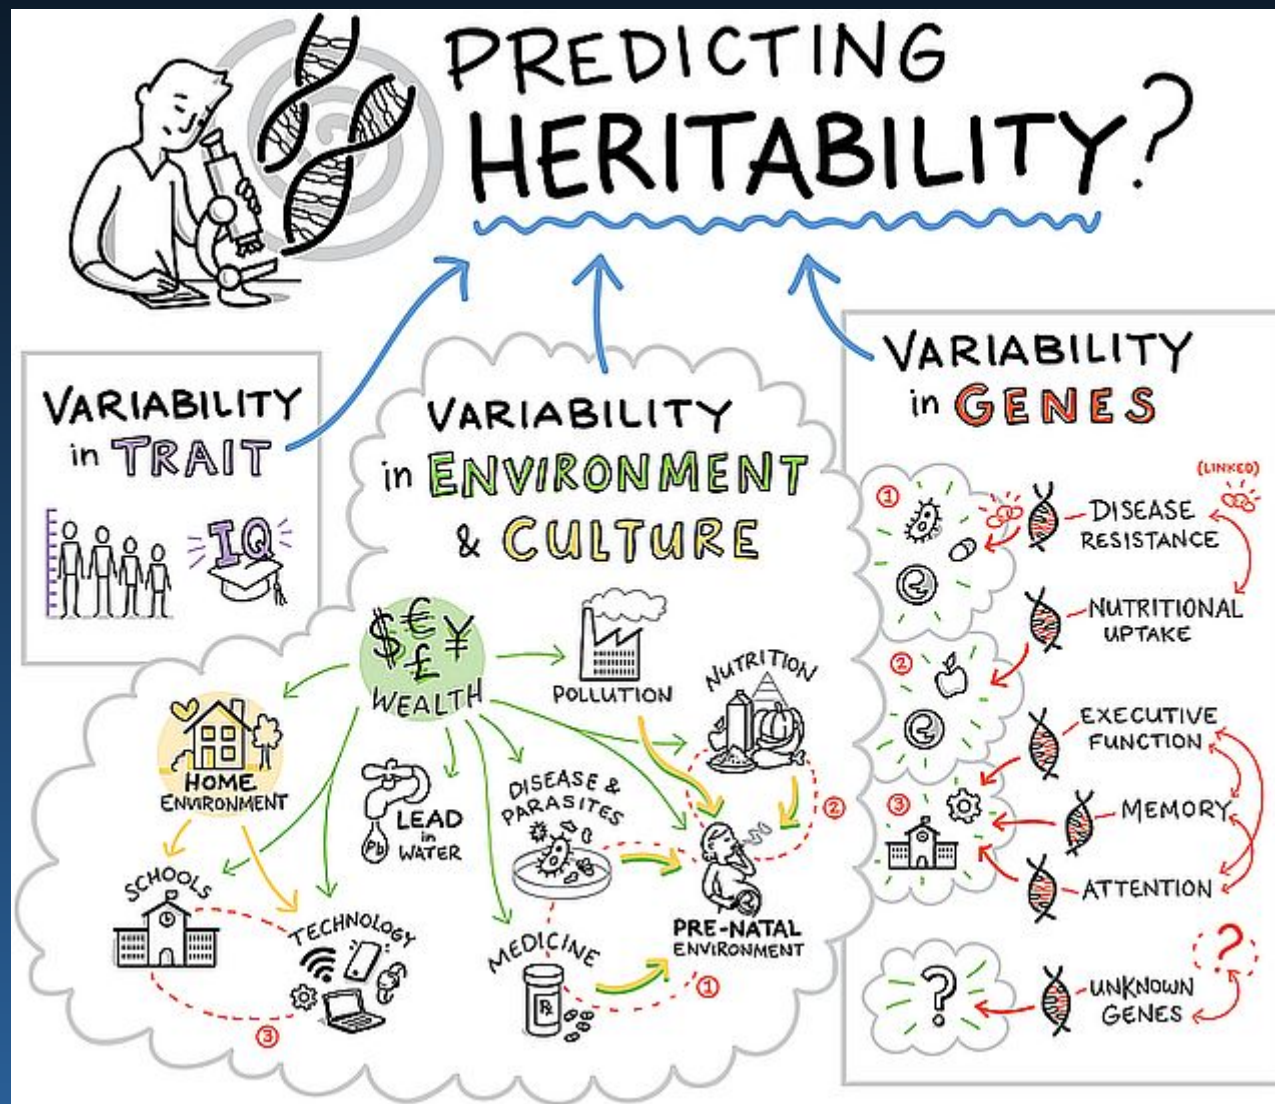 PREDICTING
HERITABILITY?
VARIABILITY
in TRAIT
IQ
VARIABILITY
in ENVIRONMENT
& CULTURE
$ € ¥
£
WEALTH
POLLUTION
NUTRITION
HOME
ENVIRONMENT
LEAD
in
WATER
Pb
DISEASE &
PARASITES
②
SCHOOLS
TECHNOLOGY
MEDICINE
℞
PRE-NATAL
ENVIRONMENT
①
③
VARIABILITY
in GENES
(LINKED)
①
DISEASE
RESISTANCE
NUTRITIONAL
UPTAKE
②
EXECUTIVE
FUNCTION
③
MEMORY
ATTENTION
?
?
UNKNOWN
GENES